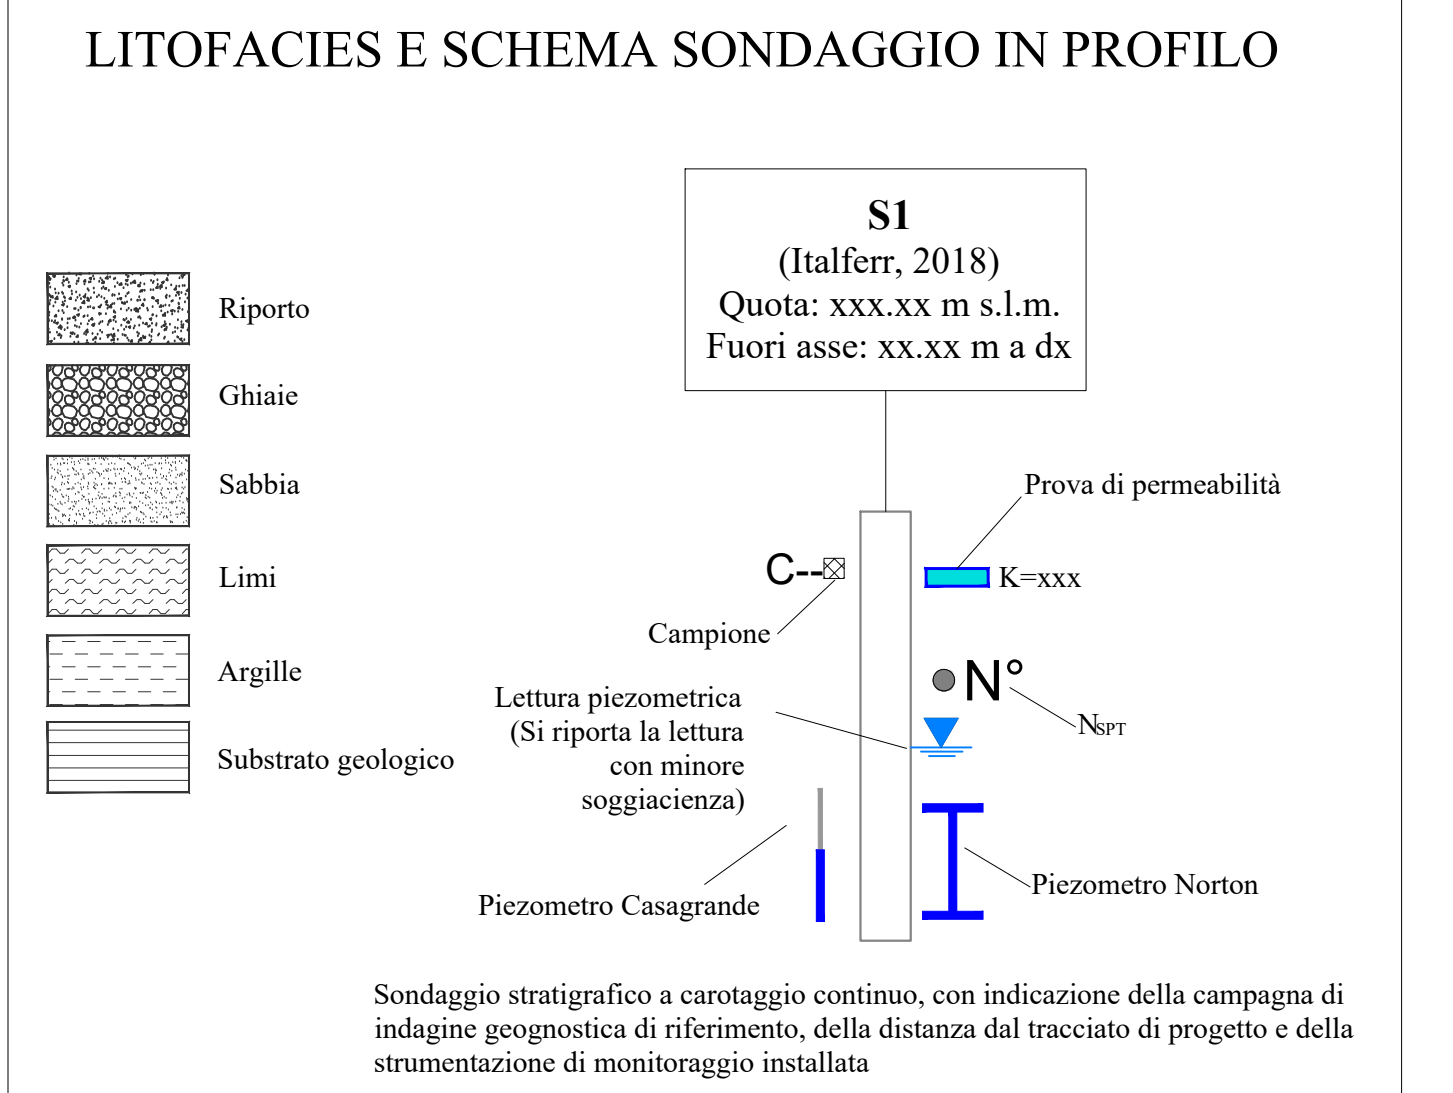 LITOFACIES E SCHEMA SONDAGGIO IN PROFILO
S1
(Italferr, 2018)
Quota: xxx.xx m s.l.m.
Fuori asse: xx.xx m a dx
Riporto
Ghiaie
Sabbia
Limi
Argille
Substrato geologico
Prova di permeabilità
C--
K=xxx
Campione
N°
NSPT
Lettura piezometrica
(Si riporta la lettura
con minore
soggiacienza)
Piezometro Casagrande
Piezometro Norton
Sondaggio stratigrafico a carotaggio continuo, con indicazione della campagna di
indagine geognostica di riferimento, della distanza dal tracciato di progetto e della
strumentazione di monitoraggio installata